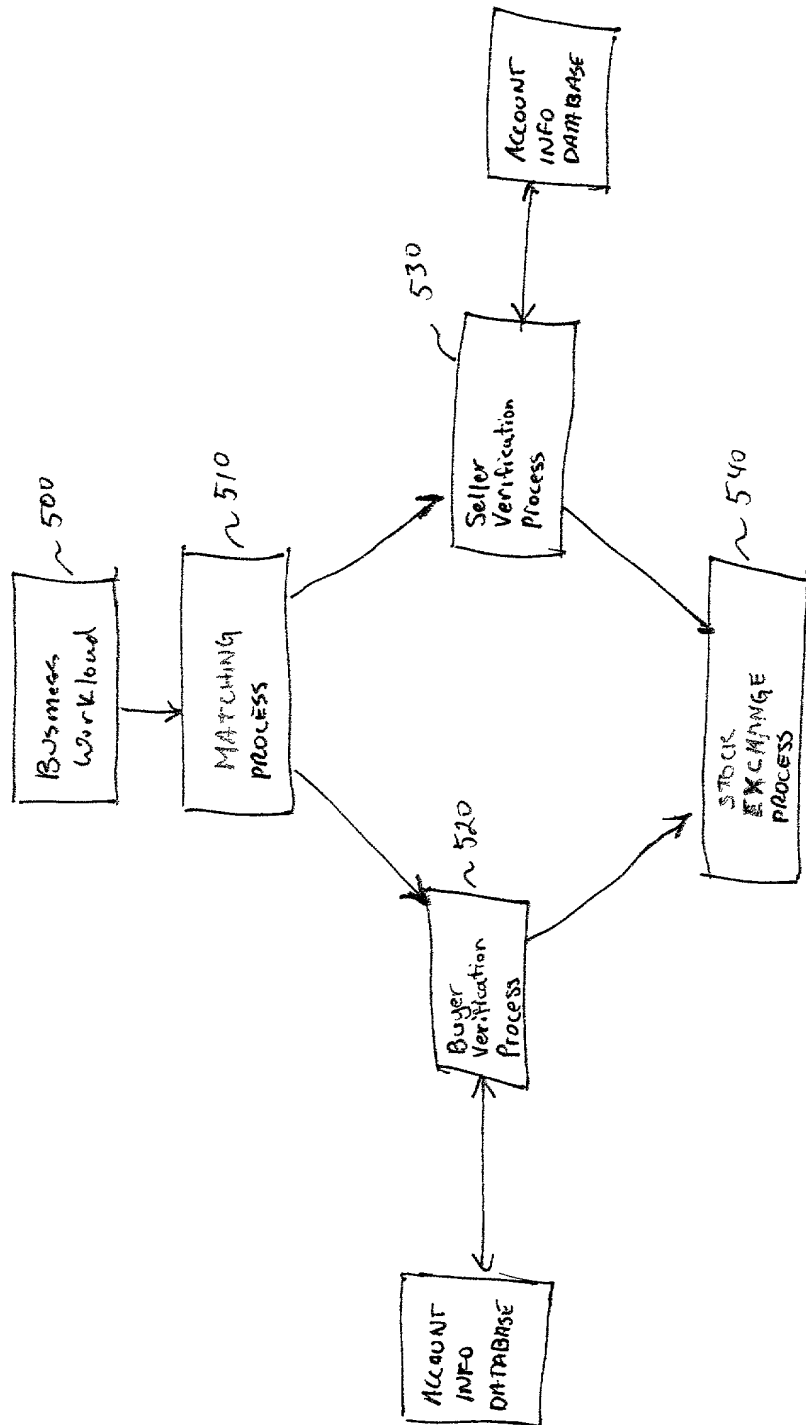 Business
Workload
~ 500
MATCHING
PROCESS
~ 510
Buyer
Verification
Process
~ 520
ACCOUNT
INFO
DATABASE
Seller
Verification
Process
~ 530
ACCOUNT
INFO
DATABASE
STOCK
EXCHANGE
PROCESS
~ 540